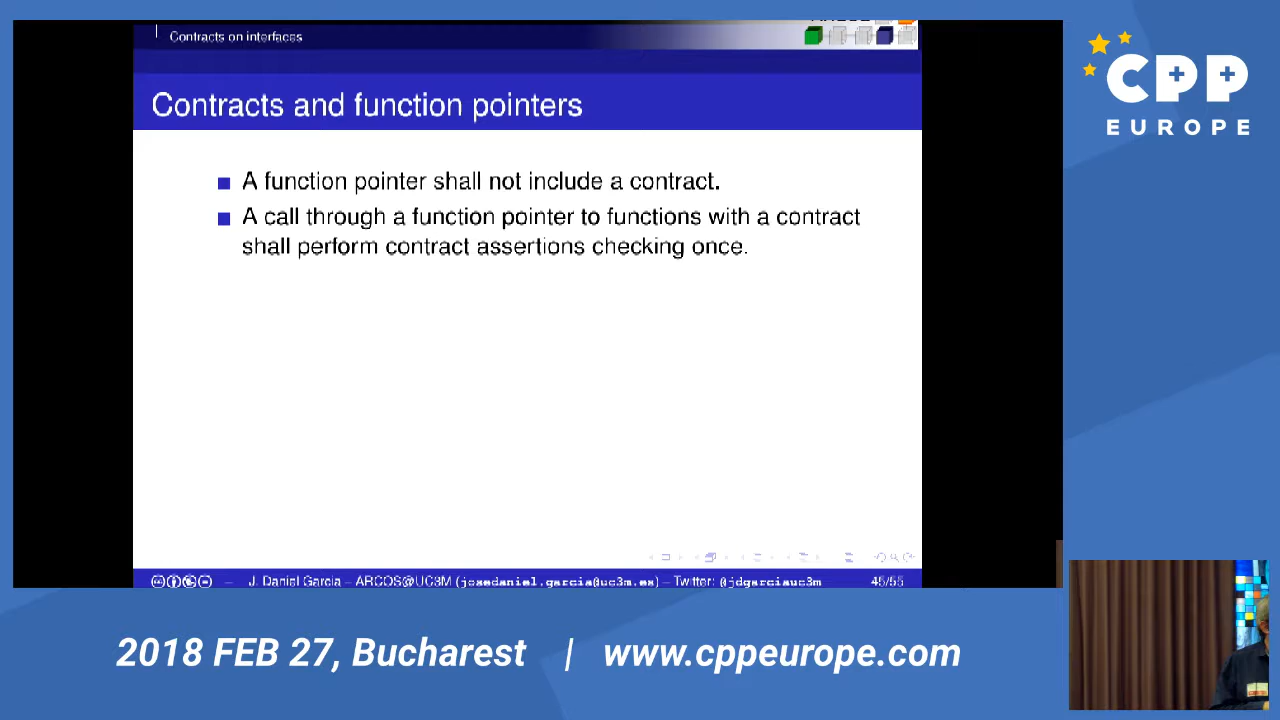 Contracts on interfaces
Contracts and function pointers
A function pointer shall not include a contract.
A call through a function pointer to functions with a contract
shall perform contract assertions checking once.
J. Daniel Garcia – ARCOS@UC3M (josedaniel.garcia@uc3m.es) – Twitter: @jdgarciauc3m
CPP
EUROPE
2018 FEB 27, Bucharest | www.cppeurope.com